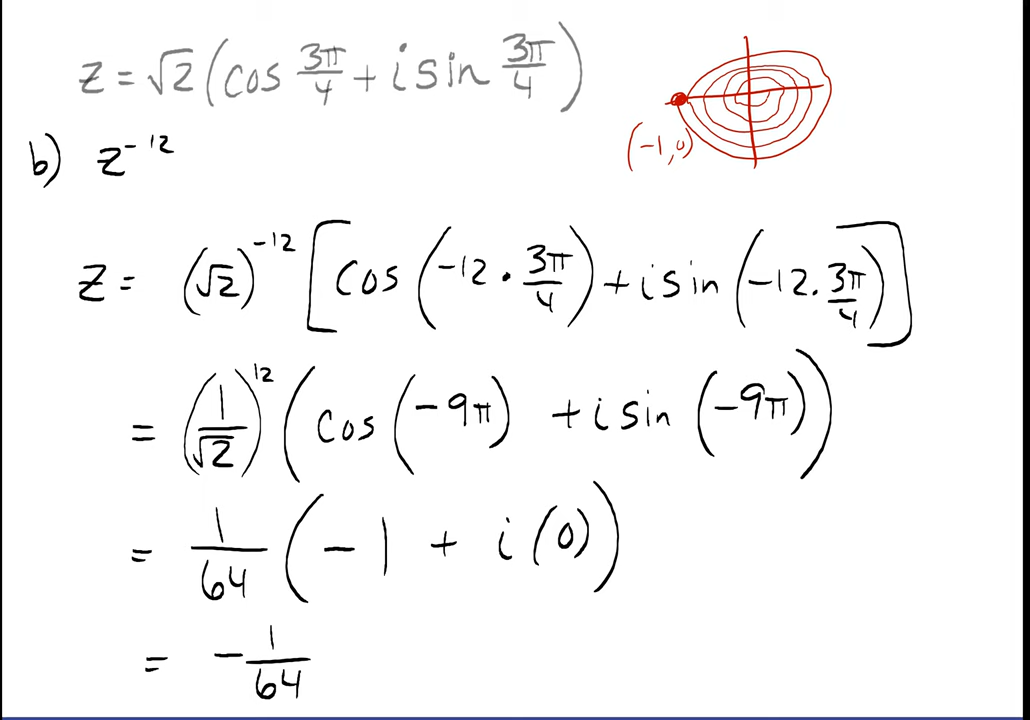 z = √2 (cos 3π/4 + i sin 3π/4)
(-1, 0)
b) z^-12
z = (√2)^-12 [cos (-12 · 3π/4) + i sin (-12 · 3π/4)]
= (1/√2)^12 (cos (-9π) + i sin (-9π))
= 1/64 (-1 + i (0))
= - 1/64